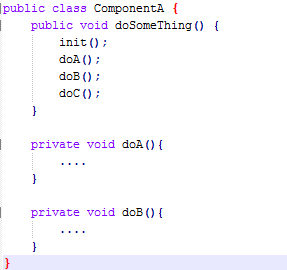 public class ComponentA {
    public void doSomeThing() {
        init();
        doA();
        doB();
        doC();
    }

    private void doA(){
        ....
    }

    private void doB(){
        ....
    }
}